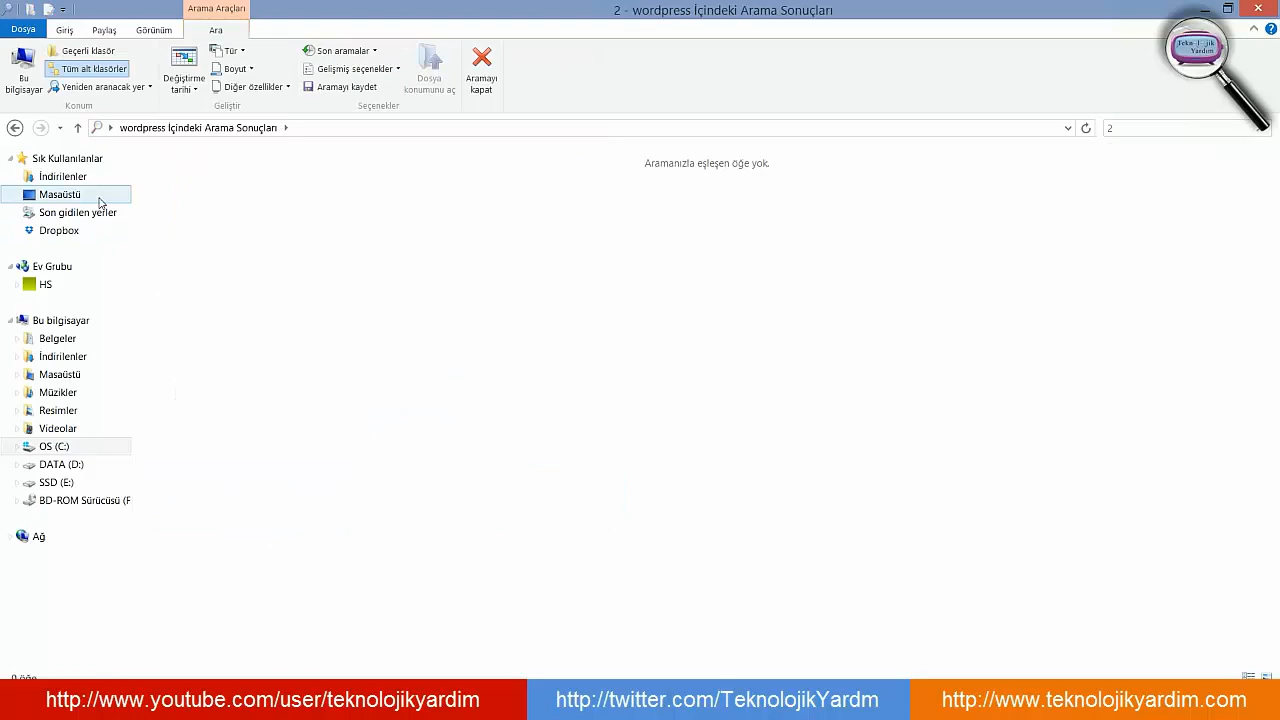 Arama Araçları
2 - wordpress İçindeki Arama Sonuçları
Dosya Giriş Paylaş Görünüm Ara
Bu bilgisayar
Geçerli klasör
Tüm alt klasörler
Yeniden aranacak yer
Konum
Değiştirme tarihi
Tür
Boyut
Diğer özellikler
Geliştir
Son aramalar
Gelişmiş seçenekler
Aramayı kaydet
Dosya konumunu aç
Seçenekler
Aramayı kapat
Yardım
wordpress İçindeki Arama Sonuçları
2
Aramanızla eşleşen öğe yok.
Sık Kullanılanlar
İndirilenler
Masaüstü
Son gidilen yerler
Dropbox
Ev Grubu
HS
Bu bilgisayar
Belgeler
İndirilenler
Masaüstü
Müzikler
Resimler
Videolar
OS (C:)
DATA (D:)
SSD (E:)
BD-ROM Sürücüsü (F
Ağ
0 öğe
http://www.youtube.com/user/teknolojikyardim
http://twitter.com/TeknolojikYardm
http://www.teknolojikyardim.com